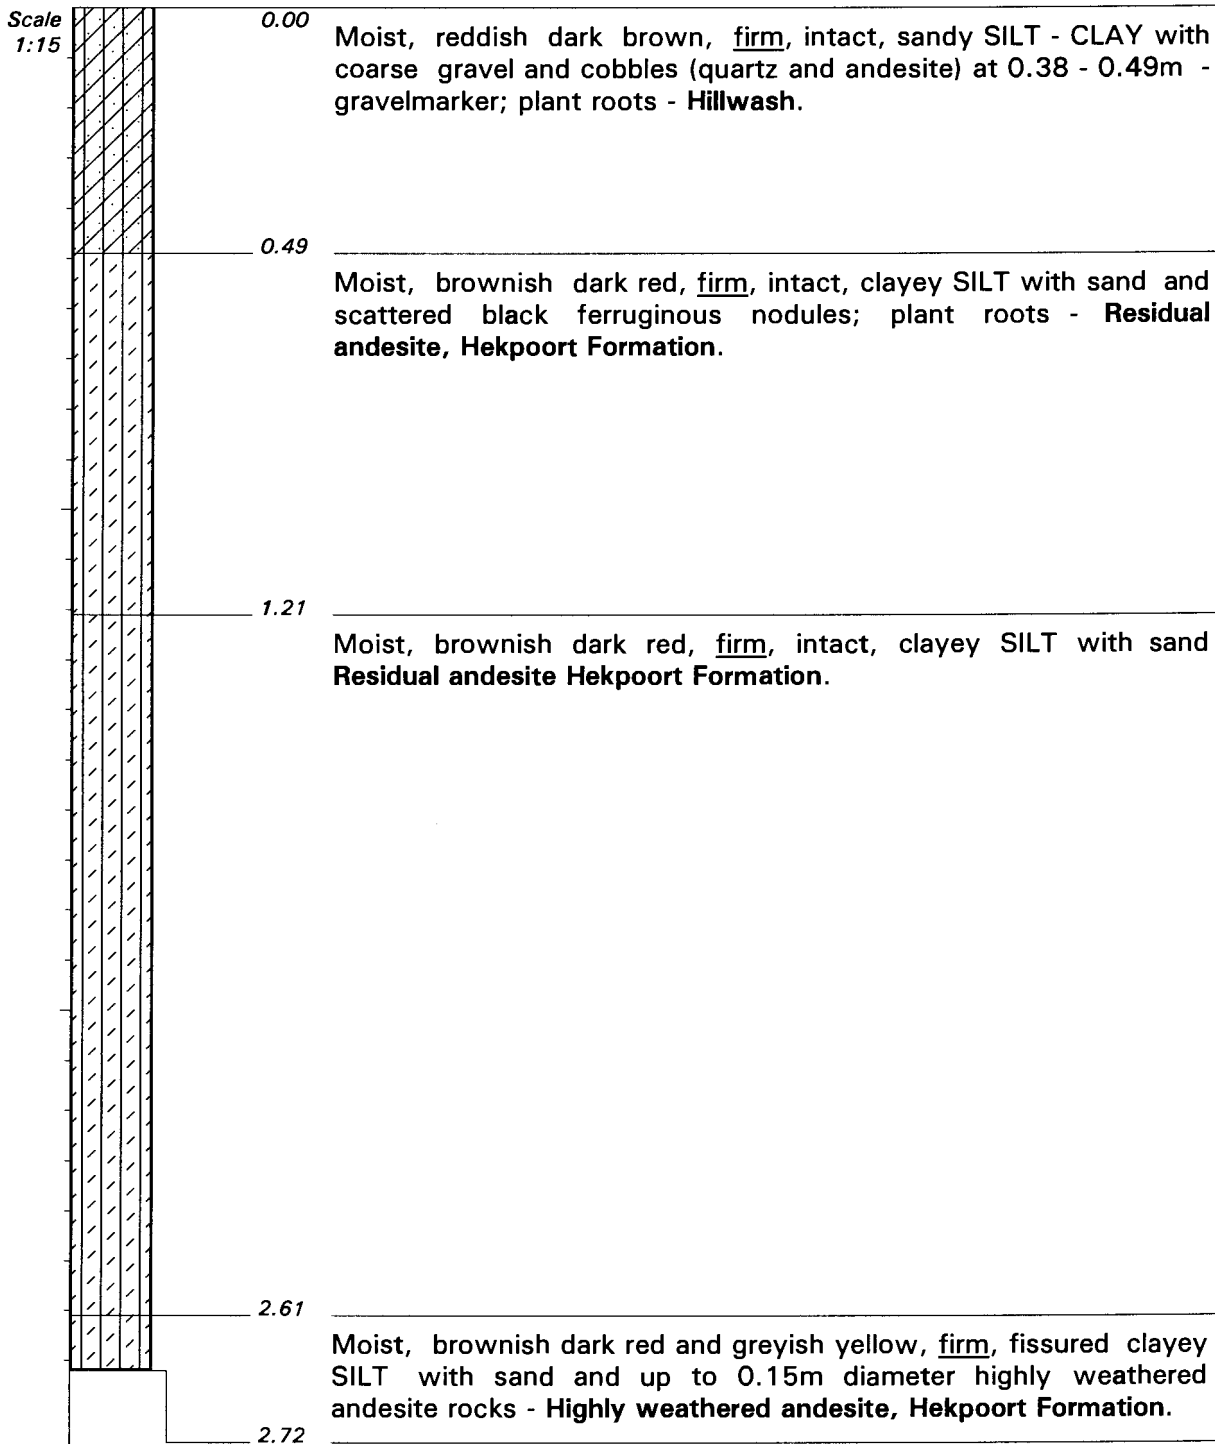 Scale
1:15
0.00
Moist, reddish dark brown, firm, intact, sandy SILT - CLAY with
coarse gravel and cobbles (quartz and andesite) at 0.38 - 0.49m -
gravelmarker; plant roots - Hillwash.
0.49
Moist, brownish dark red, firm, intact, clayey SILT with sand and
scattered black ferruginous nodules; plant roots - Residual
andesite, Hekpoort Formation.
1.21
Moist, brownish dark red, firm, intact, clayey SILT with sand
Residual andesite Hekpoort Formation.
2.61
Moist, brownish dark red and greyish yellow, firm, fissured clayey
SILT with sand and up to 0.15m diameter highly weathered
andesite rocks - Highly weathered andesite, Hekpoort Formation.
2.72